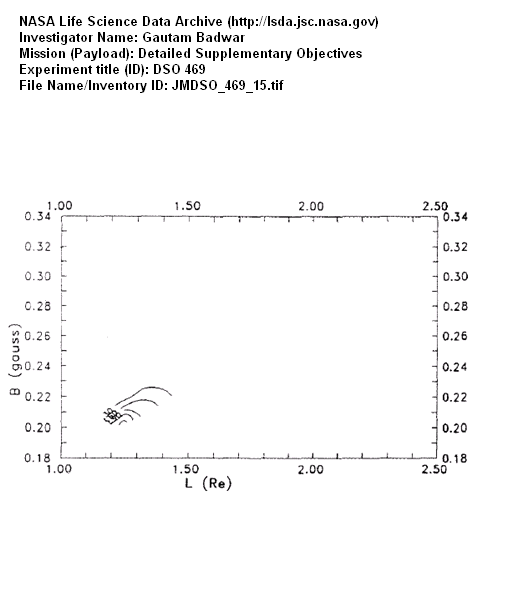 NASA Life Science Data Archive (http://lsda.jsc.nasa.gov)
Investigator Name: Gautam Badwar
Mission (Payload): Detailed Supplementary Objectives
Experiment title (ID): DSO 469
File Name/Inventory ID: JMDSO_469_15.tif
1.00 1.50 2.00 2.50
0.34 0.34
0.32 0.32
0.30 0.30
0.28 0.28
0.26 0.26
0.24 0.24
0.22 0.22
0.20 0.20
0.18 0.18
B (gauss)
1.00 1.50 2.00 2.50
L (Re)